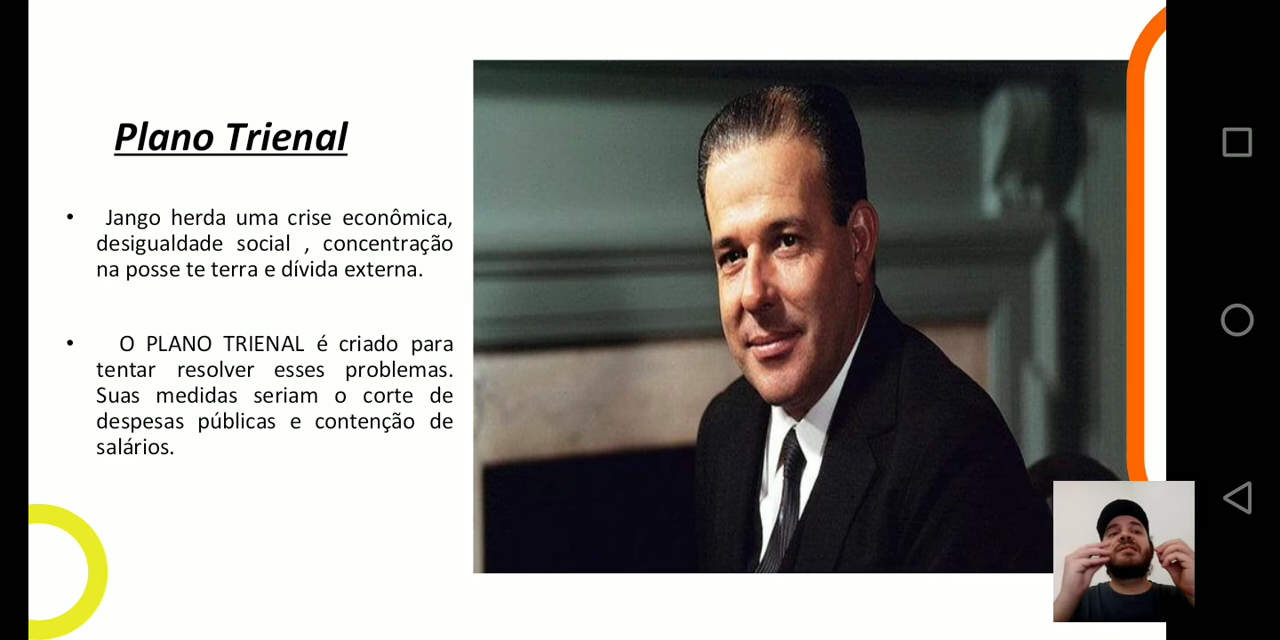 Plano Trienal
• Jango herda uma crise econômica,
desigualdade social , concentração
na posse te terra e dívida externa.
• O PLANO TRIENAL é criado para
tentar resolver esses problemas.
Suas medidas seriam o corte de
despesas públicas e contenção de
salários.